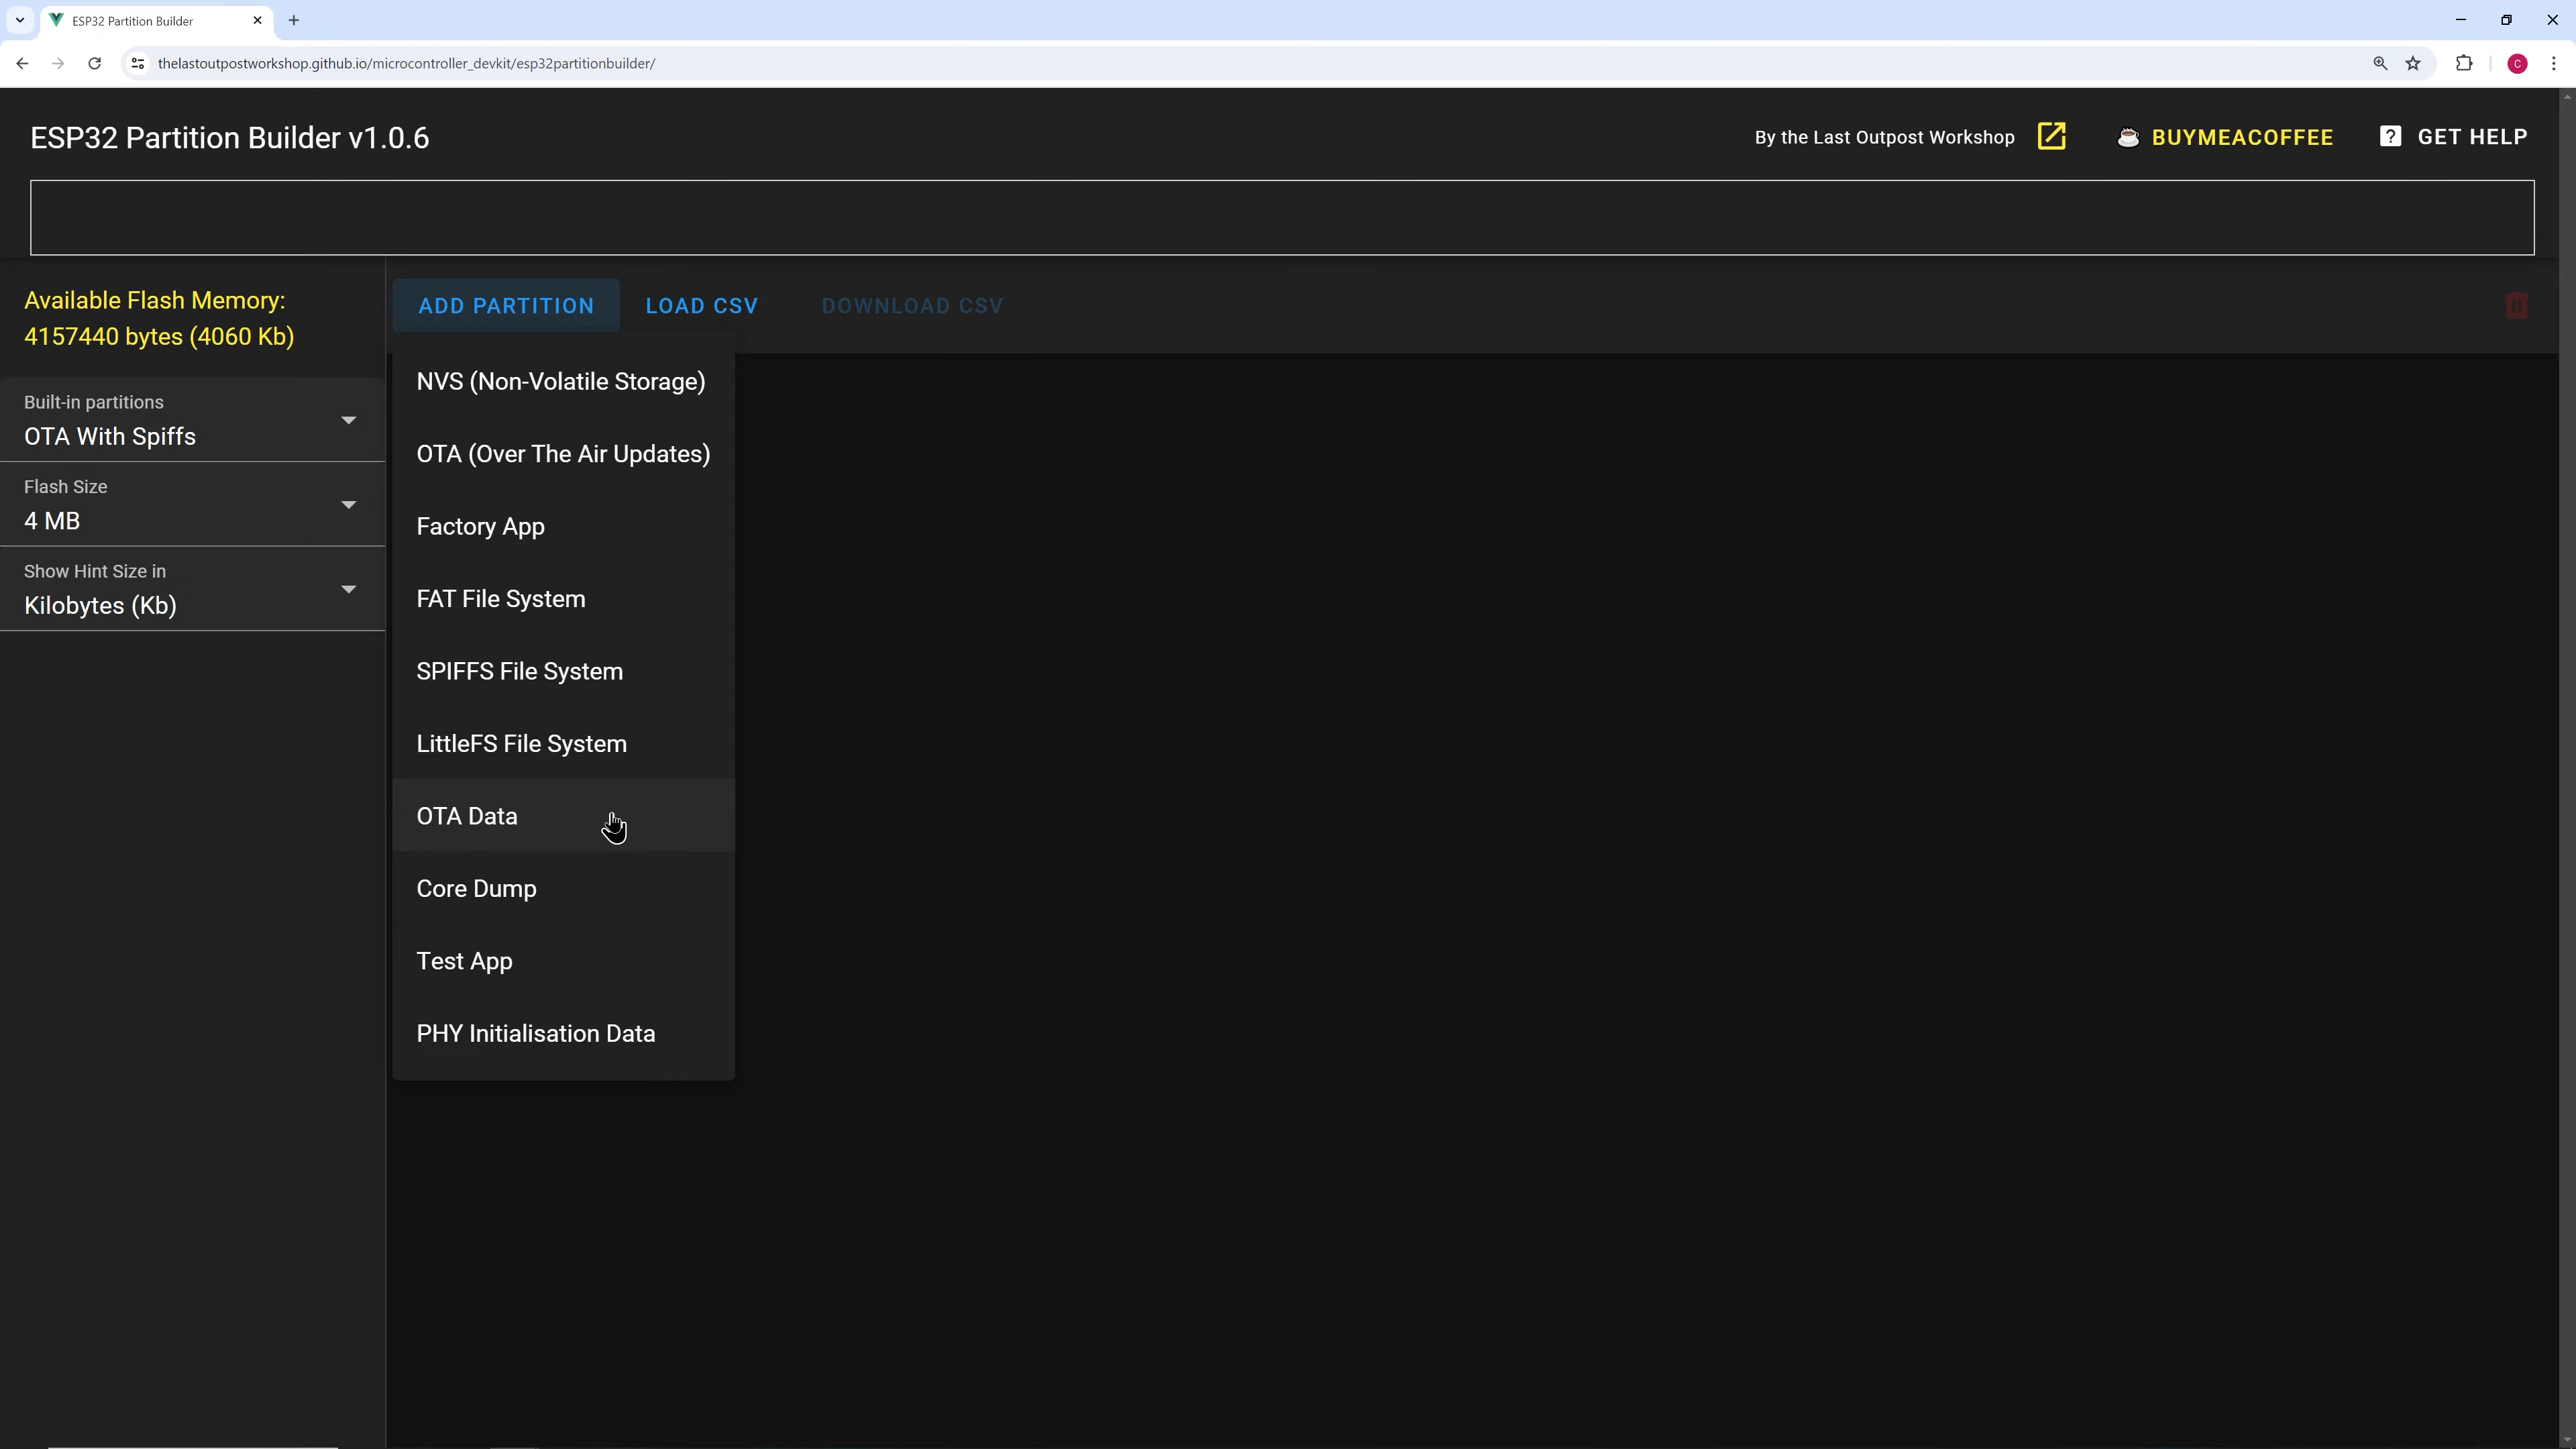 ESP32 Partition Builder
thelastoutpostworkshop.github.io/microcontroller_devkit/esp32partitionbuilder/
C
ESP32 Partition Builder v1.0.6
By the Last Outpost Workshop
BUYMEACOFFEE
? GET HELP
Available Flash Memory:
4157440 bytes (4060 Kb)
Built-in partitions
OTA With Spiffs
Flash Size
4 MB
Show Hint Size in
Kilobytes (Kb)
ADD PARTITION
LOAD CSV
DOWNLOAD CSV
NVS (Non-Volatile Storage)
OTA (Over The Air Updates)
Factory App
FAT File System
SPIFFS File System
LittleFS File System
OTA Data
Core Dump
Test App
PHY Initialisation Data